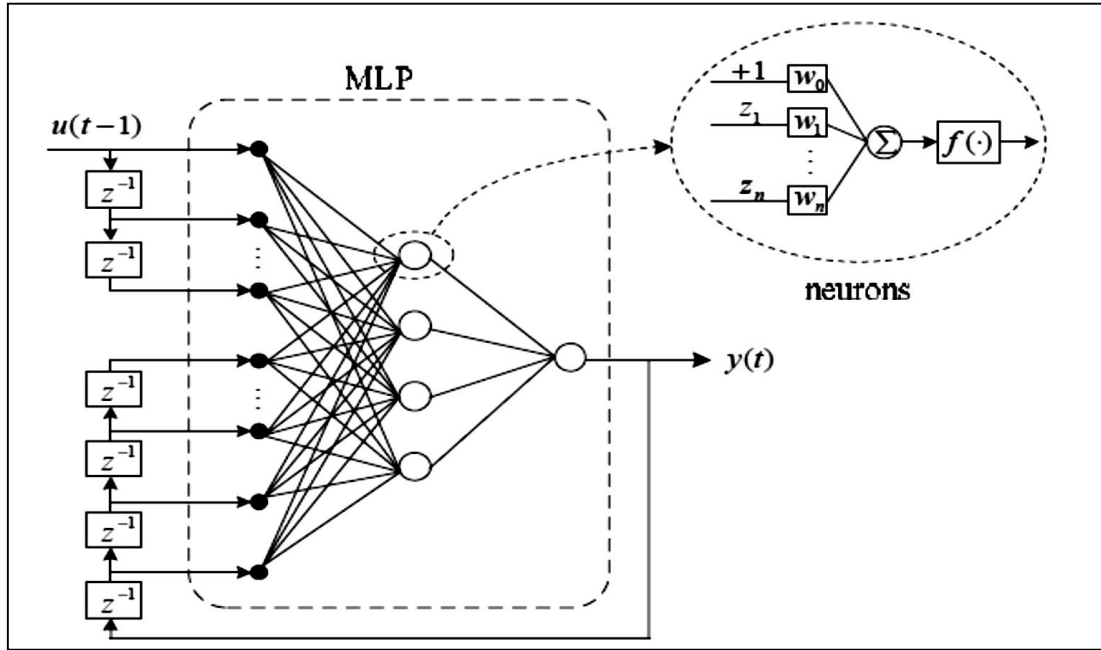 MLP
u(t−1)
z⁻¹
z⁻¹
z⁻¹
z⁻¹
z⁻¹
z⁻¹
+1 w₀
z₁ w₁
zₙ wₙ
Σ
f(·)
neurons
y(t)